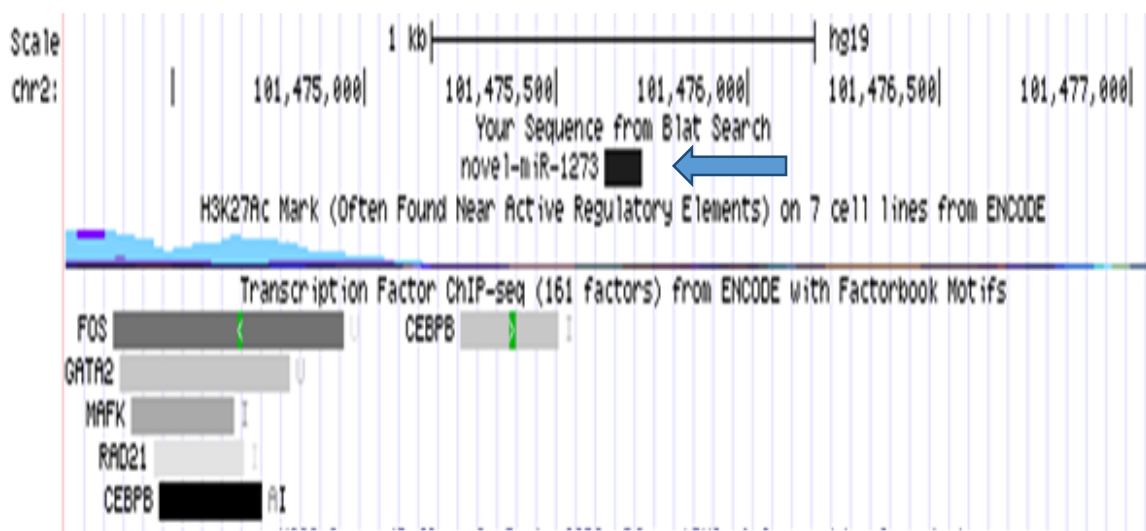 Scale 1 kb hg19
chr2: 101,475,000 101,475,500 101,476,000 101,476,500 101,477,000
Your Sequence from Blat Search
novel-miR-1273
H3K27Ac Mark (Often Found Near Active Regulatory Elements) on 7 cell lines from ENCODE
Transcription Factor ChIP-seq (161 factors) from ENCODE with Factorbook Motifs
FOS U CEBPB I
GATA2 U
MAFK I
RAD21 I
CEBPB AI